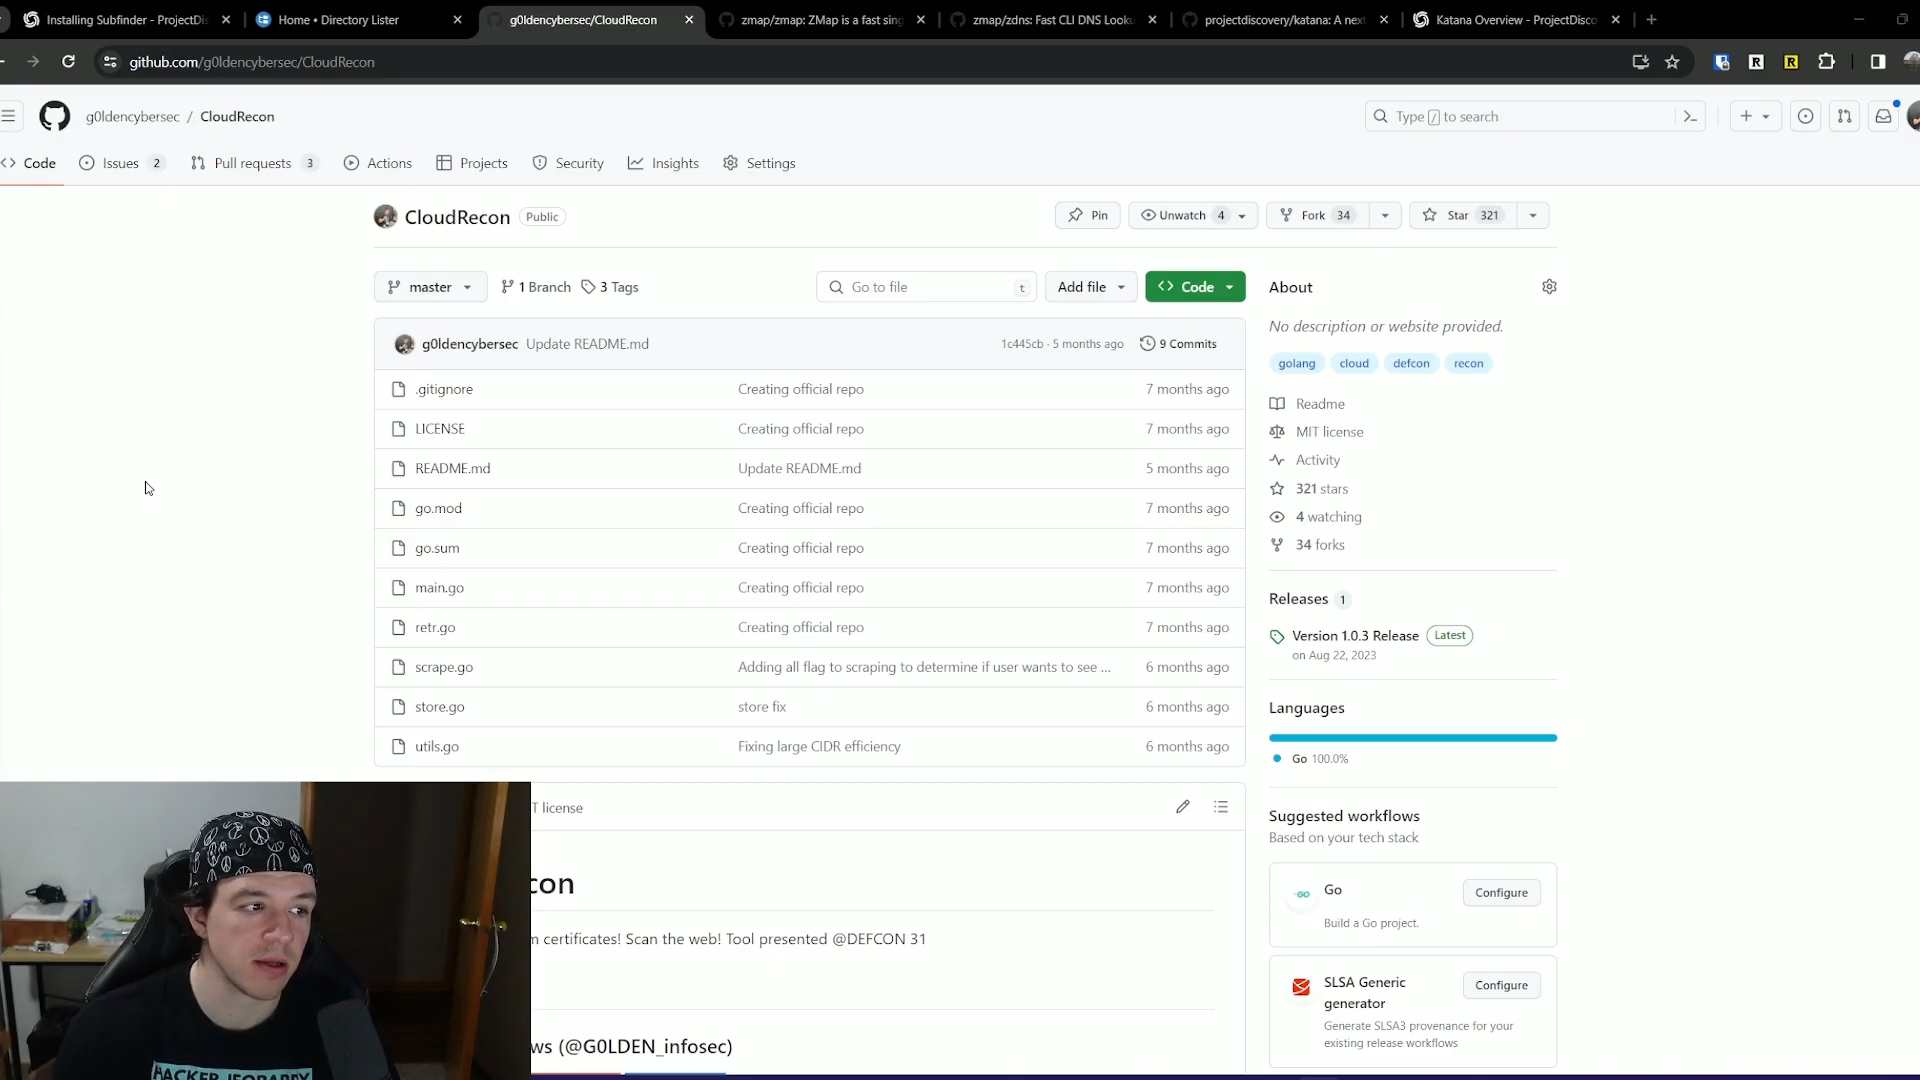 Installing Subfinder - ProjectDis
Home • Directory Lister
g0ldencybersec/CloudRecon
zmap/zmap: ZMap is a fast sing
zmap/zdns: Fast CLI DNS Looku
projectdiscovery/katana: A next
Katana Overview - ProjectDisco
github.com/g0ldencybersec/CloudRecon
g0ldencybersec / CloudRecon
Type / to search
Code
Issues 2
Pull requests 3
Actions
Projects
Security
Insights
Settings
CloudRecon Public
Pin
Unwatch 4
Fork 34
Star 321
master
1 Branch
3 Tags
Go to file t
Add file
Code
g0ldencybersec Update README.md 1c445cb · 5 months ago 9 Commits
.gitignore Creating official repo 7 months ago
LICENSE Creating official repo 7 months ago
README.md Update README.md 5 months ago
go.mod Creating official repo 7 months ago
go.sum Creating official repo 7 months ago
main.go Creating official repo 7 months ago
retr.go Creating official repo 7 months ago
scrape.go Adding all flag to scraping to determine if user wants to see ... 6 months ago
store.go store fix 6 months ago
utils.go Fixing large CIDR efficiency 6 months ago
T license
con
m certificates! Scan the web! Tool presented @DEFCON 31
ws (@G0LDEN_infosec)
About
No description or website provided.
golang cloud defcon recon
Readme
MIT license
Activity
321 stars
4 watching
34 forks
Releases 1
Version 1.0.3 Release Latest
on Aug 22, 2023
Languages
Go 100.0%
Suggested workflows
Based on your tech stack
Go
Configure
Build a Go project.
SLSA Generic
generator
Configure
Generate SLSA3 provenance for your
existing release workflows
HACKER JEOPARDY